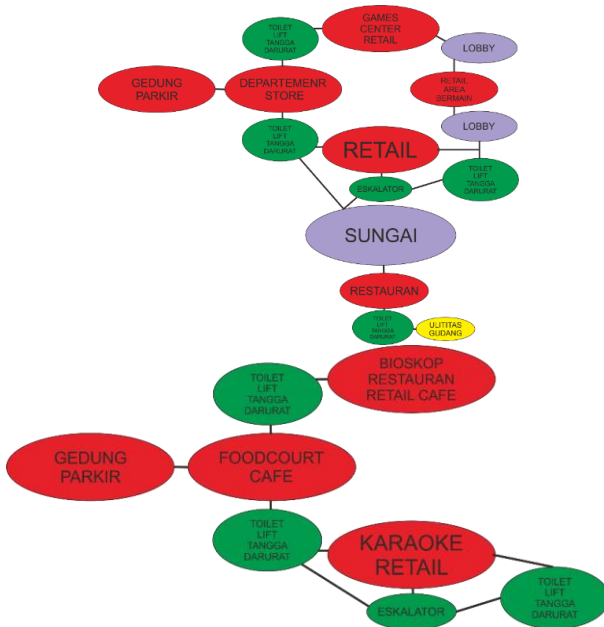 GAMES
CENTER
RETAIL
TOILET
LIFT
TANGGA
DARURAT
LOBBY
GEDUNG
PARKIR
DEPARTEMENR
STORE
RETAIL
AREA
BERMAIN
LOBBY
TOILET
LIFT
TANGGA
DARURAT
RETAIL
TOILET
LIFT
TANGGA
DARURAT
ESKALATOR
SUNGAI
RESTAURAN
TOILET
LIFT
TANGGA
DARURAT
ULITITAS
GUDANG
BIOSKOP
RESTAURAN
RETAIL CAFE
TOILET
LIFT
TANGGA
DARURAT
GEDUNG
PARKIR
FOODCOURT
CAFE
TOILET
LIFT
TANGGA
DARURAT
KARAOKE
RETAIL
TOILET
LIFT
TANGGA
DARURAT
ESKALATOR